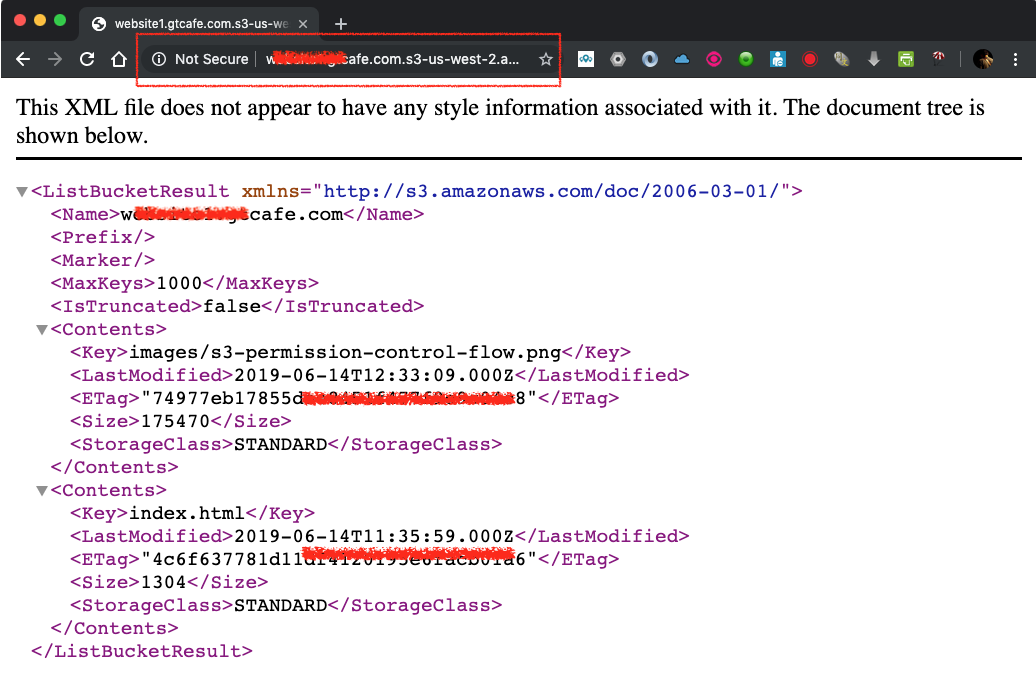 website1.gtcafe.com.s3-us-we
Not Secure cafe.com.s3-us-west-2.a...
This XML file does not appear to have any style information associated with it. The document tree is
shown below.
<ListBucketResult xmlns="http://s3.amazonaws.com/doc/2006-03-01/">
<Name> cafe.com</Name>
<Prefix/>
<Marker/>
<MaxKeys>1000</MaxKeys>
<IsTruncated>false</IsTruncated>
<Contents>
<Key>images/s3-permission-control-flow.png</Key>
<LastModified>2019-06-14T12:33:09.000Z</LastModified>
<ETag>"74977eb17855d 8"</ETag>
<Size>175470</Size>
<StorageClass>STANDARD</StorageClass>
</Contents>
<Contents>
<Key>index.html</Key>
<LastModified>2019-06-14T11:35:59.000Z</LastModified>
<ETag>"4c6f637781d11 6"</ETag>
<Size>1304</Size>
<StorageClass>STANDARD</StorageClass>
</Contents>
</ListBucketResult>